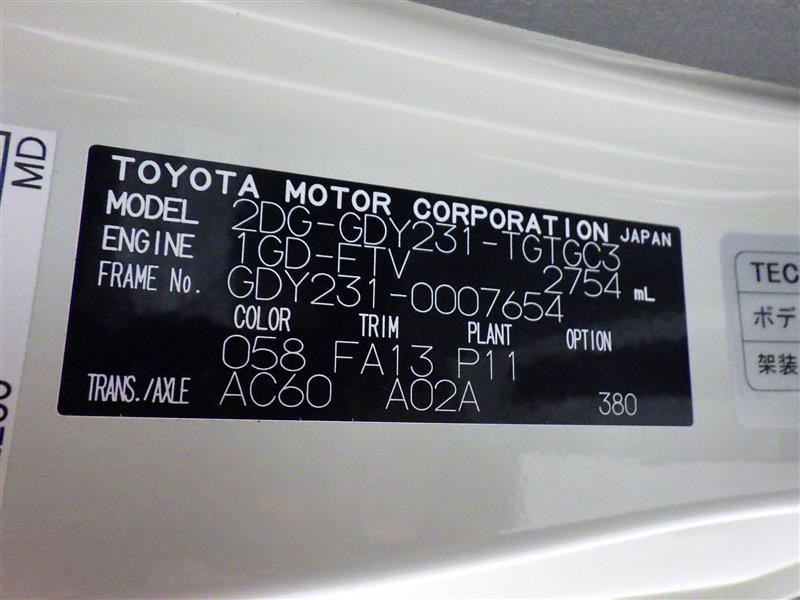 MD
TOYOTA MOTOR CORPORATION JAPAN
MODEL 2DG-GDY231-TGTGC3
ENGINE 1GD-FTV 2754 mL
FRAME No. GDY231-0007654
COLOR TRIM PLANT OPTION
058 FA13 P11
TRANS./AXLE AC60 A02A 380
TEC
ボデ
架装